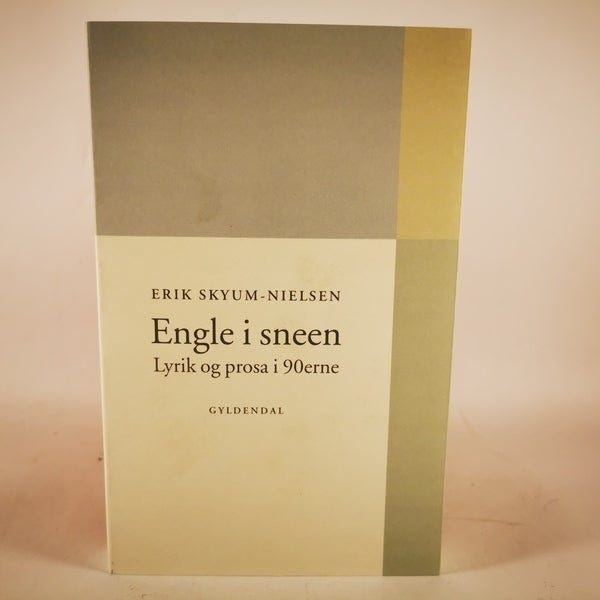 ERIK SKYUM-NIELSEN
Engle i sneen
Lyrik og prosa i 90erne
GYLDENDAL